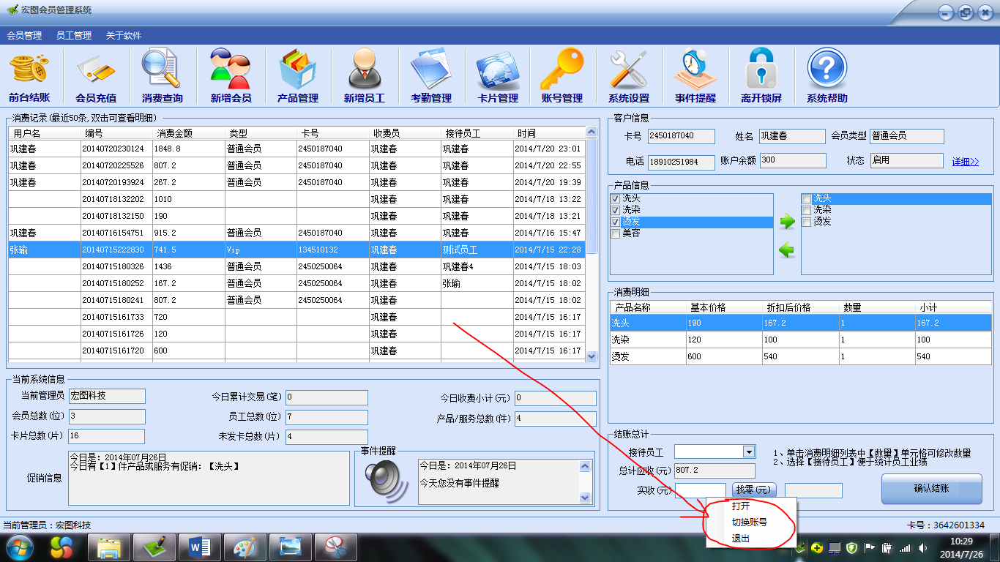 宏图会员管理系统
会员管理 员工管理 关于软件
前台结账 会员充值 消费查询 新增会员 产品管理 新增员工 考勤管理 卡片管理 账号管理 系统设置 事件提醒 离开锁屏 系统帮助
消费记录(最近50条,双击可查看明细)
用户名 编号 消费金额 类型 卡号 收费员 接待员工 时间
巩建春 20140720230124 1848.8 普通会员 2450187040 巩建春 巩建春 2014/7/20 23:01
巩建春 20140720225526 807.2 普通会员 2450187040 巩建春 巩建春 2014/7/20 22:55
巩建春 20140720193924 267.2 普通会员 2450187040 巩建春 巩建春 2014/7/20 19:39
20140718132202 1010 巩建春 巩建春 2014/7/18 13:22
20140718132150 190 巩建春 巩建春 2014/7/18 13:21
巩建春 20140716154751 915.2 普通会员 2450187040 巩建春 巩建春 2014/7/16 15:47
张瑜 20140715222830 741.5 Vip 134510132 巩建春 测试员工 2014/7/15 22:28
20140715180326 1436 普通会员 2450250064 巩建春 巩建春4 2014/7/15 18:03
20140715180252 167.2 普通会员 2450250064 巩建春 张瑜 2014/7/15 18:02
20140715180241 807.2 普通会员 2450250064 巩建春 2014/7/15 18:02
20140715161733 720 巩建春 2014/7/15 16:17
20140715161726 120 巩建春 2014/7/15 16:17
20140715161720 600 巩建春 2014/7/15 16:17
当前系统信息
当前管理员 宏图科技 今日累计交易(笔) 0 今日收费小计(元) 0
会员总数(位) 3 员工总数(位) 7 产品/服务总数(件) 4
卡片总数(片) 16 未发卡总数(片) 4
促销信息
今日是：2014年07月26日
今日有【1】件产品或服务有促销：【洗头】
事件提醒
今日是：2014年07月26日
今天您没有事件提醒
客户信息
卡号 2450187040 姓名 巩建春 会员类型 普通会员
电话 18910251984 账户余额 300 状态 启用 详细>>
产品信息
洗头 洗头
洗染 洗染
烫发 烫发
美容
消费明细
产品名称 基本价格 折扣后价格 数量 小计
洗头 190 167.2 1 167.2
洗染 120 100 1 100
烫发 600 540 1 540
结账总计
接待员工
1、单击消费明细列表中【数量】单元格可修改数量
2、选择【接待员工】便于统计员工业绩
总计应收(元) 807.2
实收(元) 找零(元) 确认结账
打开
切换账号
退出
当前管理员：宏图科技 卡号：3642601334
10:29
2014/7/26